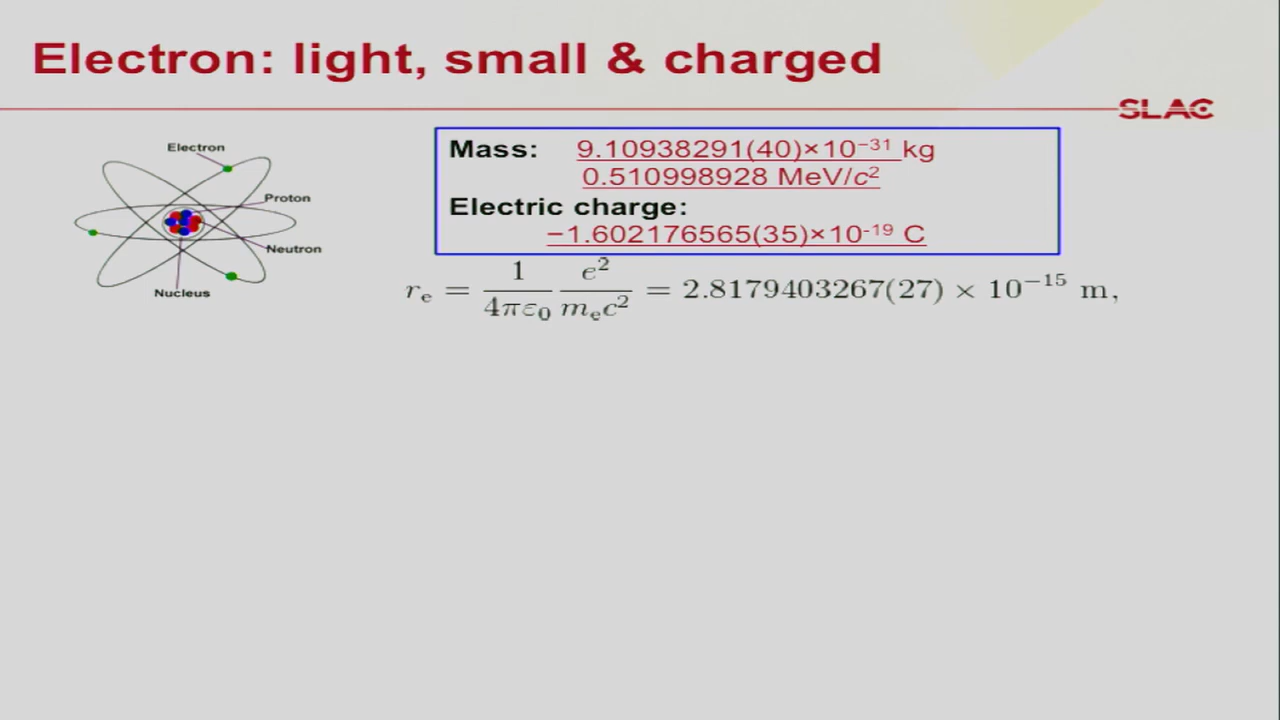 Electron: light, small & charged
SLAC
Electron
Proton
Neutron
Nucleus
Mass: 9.10938291(40)×10⁻³¹ kg
0.510998928 MeV/c²
Electric charge:
−1.602176565(35)×10⁻¹⁹ C
rₑ = 1/(4πε₀) e²/(mₑc²) = 2.8179403267(27) × 10⁻¹⁵ m,